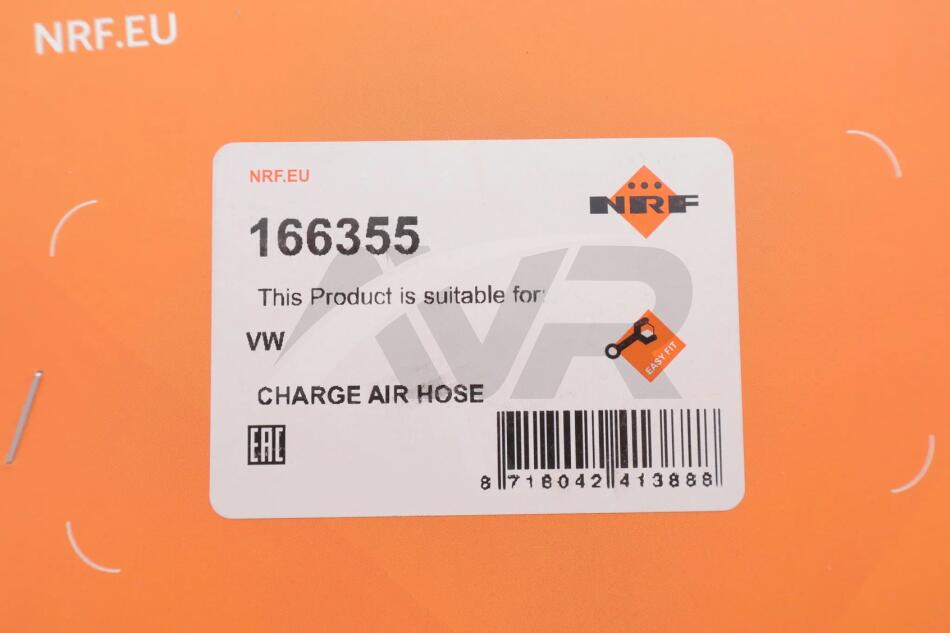 NRF.EU
NRF.EU
NRF
166355
This Product is suitable for:
VW
EASY FIT
CHARGE AIR HOSE
EAC
8 718042 413888
VR